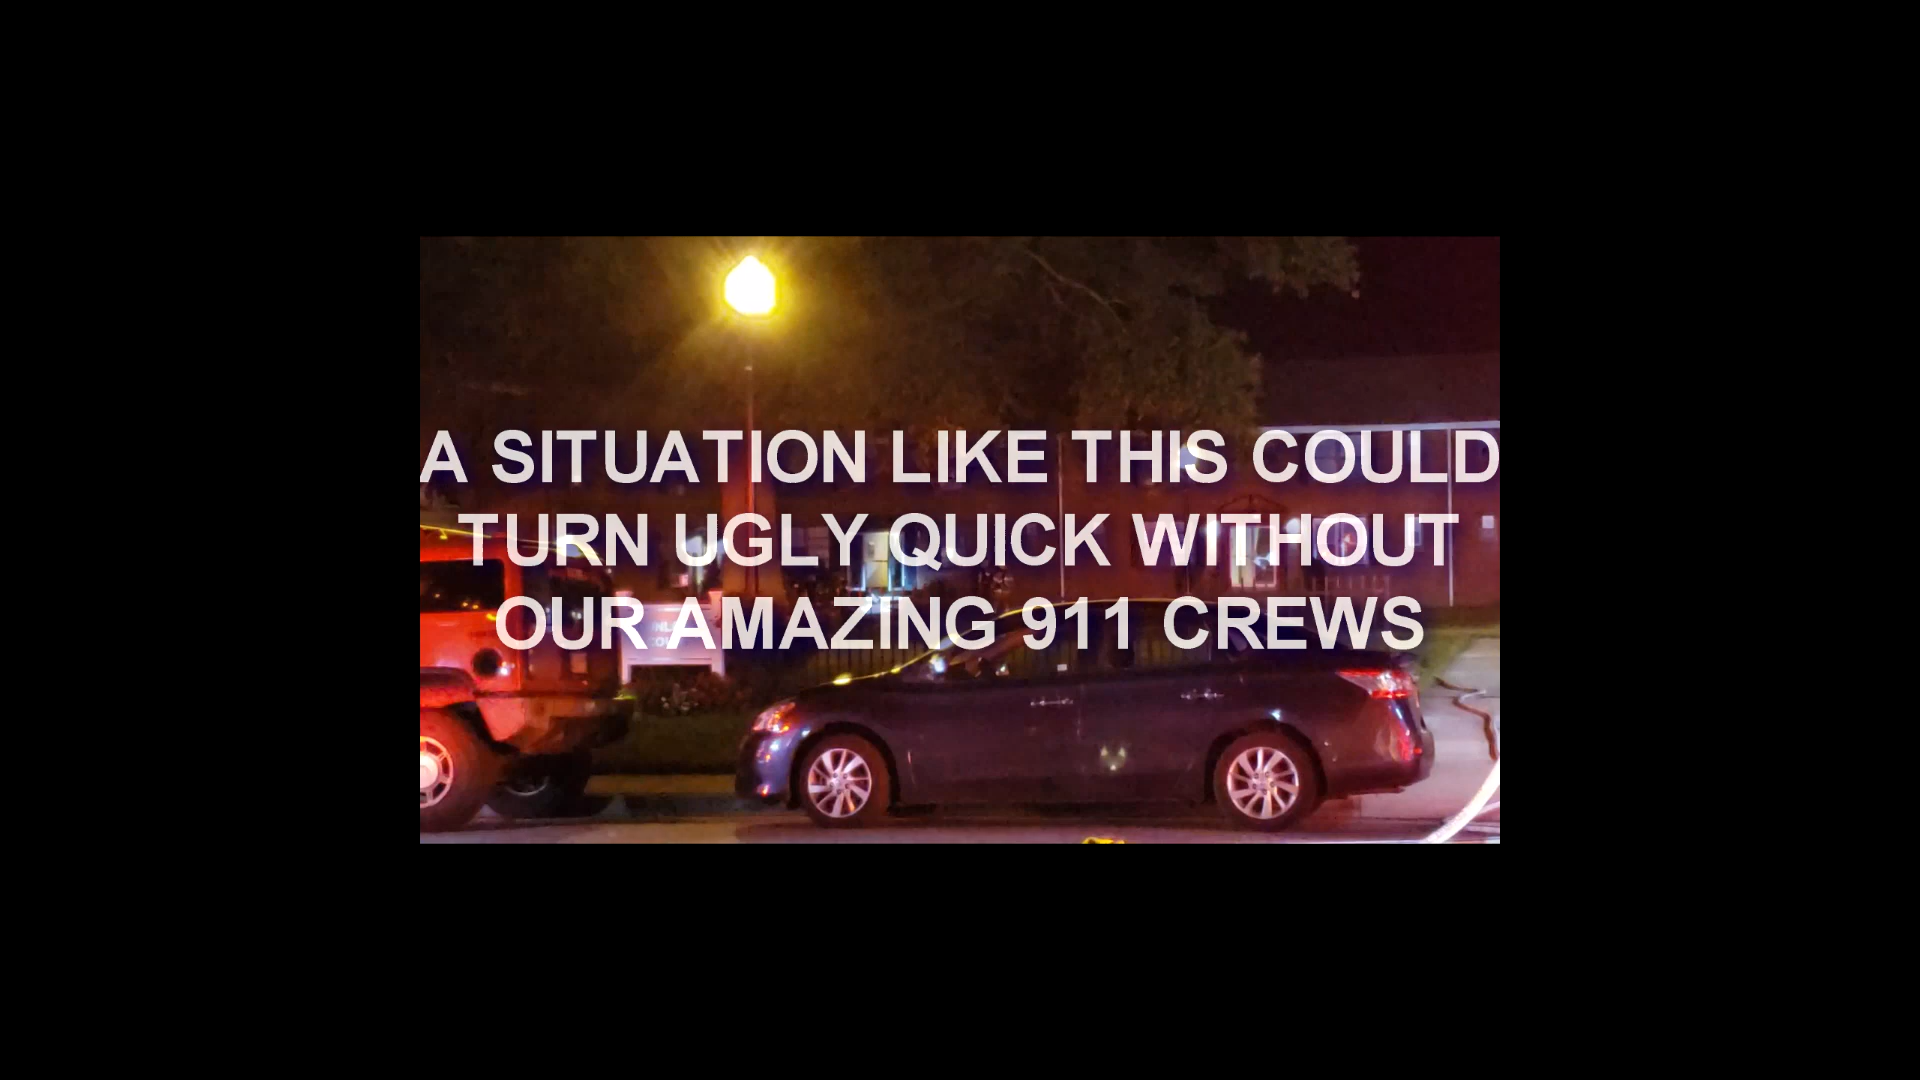 A SITUATION LIKE THIS COULD
TURN UGLY QUICK WITHOUT
OUR AMAZING 911 CREWS